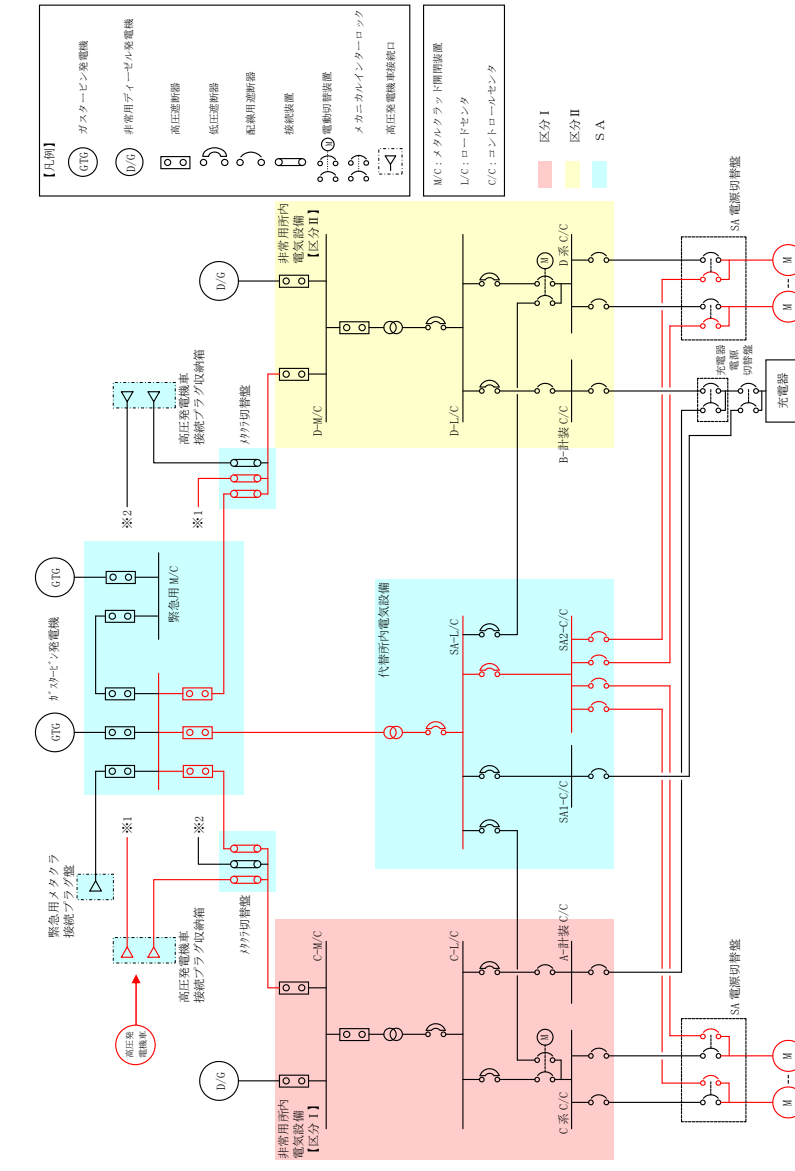 【凡例】
GTG
ガスタービン発電機
D/G
非常用ディーゼル発電機
高圧遮断器
低圧遮断器
配線用遮断器
接続装置
M
電動切替装置
メカニカルインターロック
高圧発電機車接続口
M/C：メタルクラッド開閉装置
L/C：ロードセンタ
C/C：コントロールセンタ
区分Ⅰ
区分Ⅱ
SA
ｶﾞｽﾀｰﾋﾞﾝ発電機
GTG
GTG
緊急用M/C
緊急用メタクラ
接続プラグ盤
高圧発
電機車
高圧発電機車
接続プラグ収納箱
※1
※2
ﾒﾀｸﾗ切替盤
高圧発電機車
接続プラグ収納箱
※2
※1
ﾒﾀｸﾗ切替盤
D/G
非常用所内
電気設備
【区分Ⅰ】
C-M/C
C-L/C
M
C系C/C
A-計装C/C
代替所内電気設備
SA-L/C
SA1-C/C
SA2-C/C
D/G
非常用所内
電気設備
【区分Ⅱ】
D-M/C
D-L/C
M
B-計装C/C
D系C/C
SA電源切替盤
M
M
充電器
電源
切替盤
充電器
SA電源切替盤
M
M